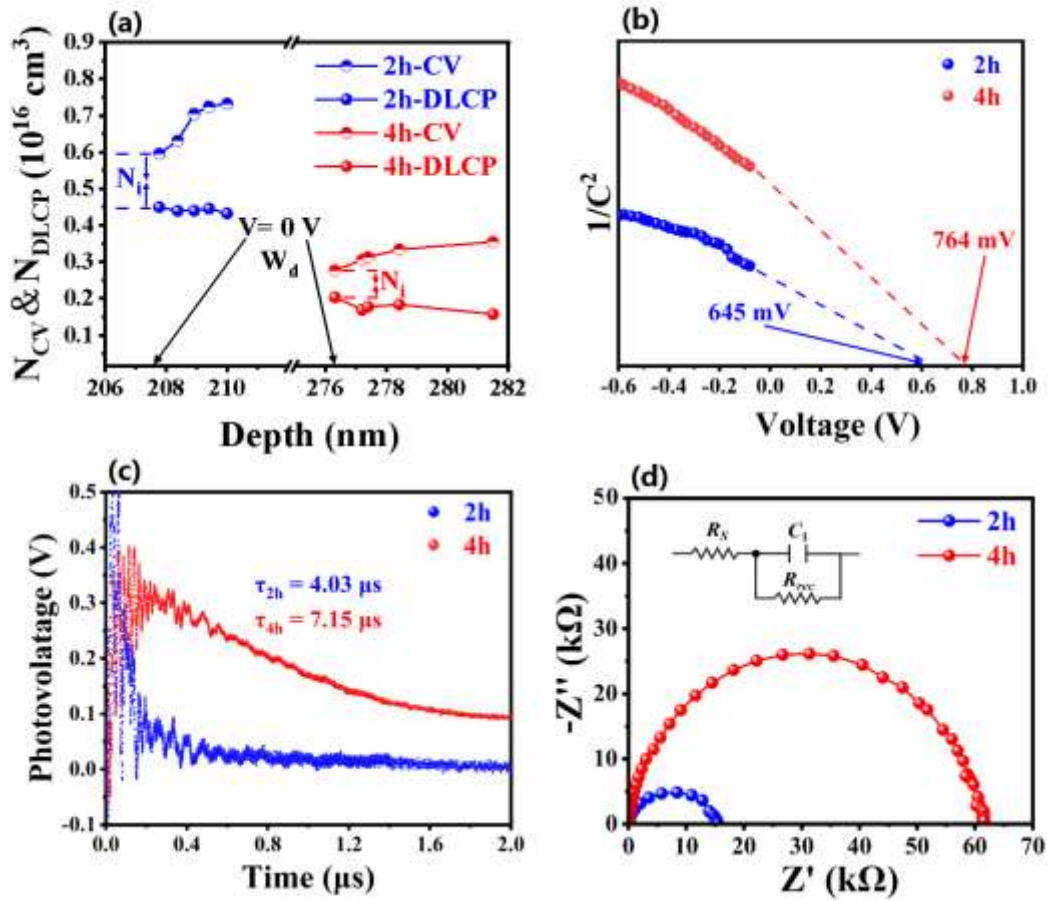 (a)
N_CV & N_DLCP (10^16 cm^3)
0.9
0.8
0.7
0.6
0.5
0.4
0.3
0.2
0.1
0.0
2h-CV
2h-DLCP
4h-CV
4h-DLCP
N_i
V= 0 V
W_d
N_i
206 208 210 276 278 280 282
Depth (nm)
(b)
1/C^2
2h
4h
764 mV
645 mV
-0.6 -0.4 -0.2 0.0 0.2 0.4 0.6 0.8 1.0
Voltage (V)
(c)
Photovolatage (V)
0.5
0.4
0.3
0.2
0.1
0.0
-0.1
2h
4h
τ_2h = 4.03 μs
τ_4h = 7.15 μs
0.0 0.4 0.8 1.2 1.6 2.0
Time (μs)
(d)
-Z'' (kΩ)
50
40
30
20
10
0
R_S C_1
R_rec
2h
4h
0 10 20 30 40 50 60 70
Z' (kΩ)